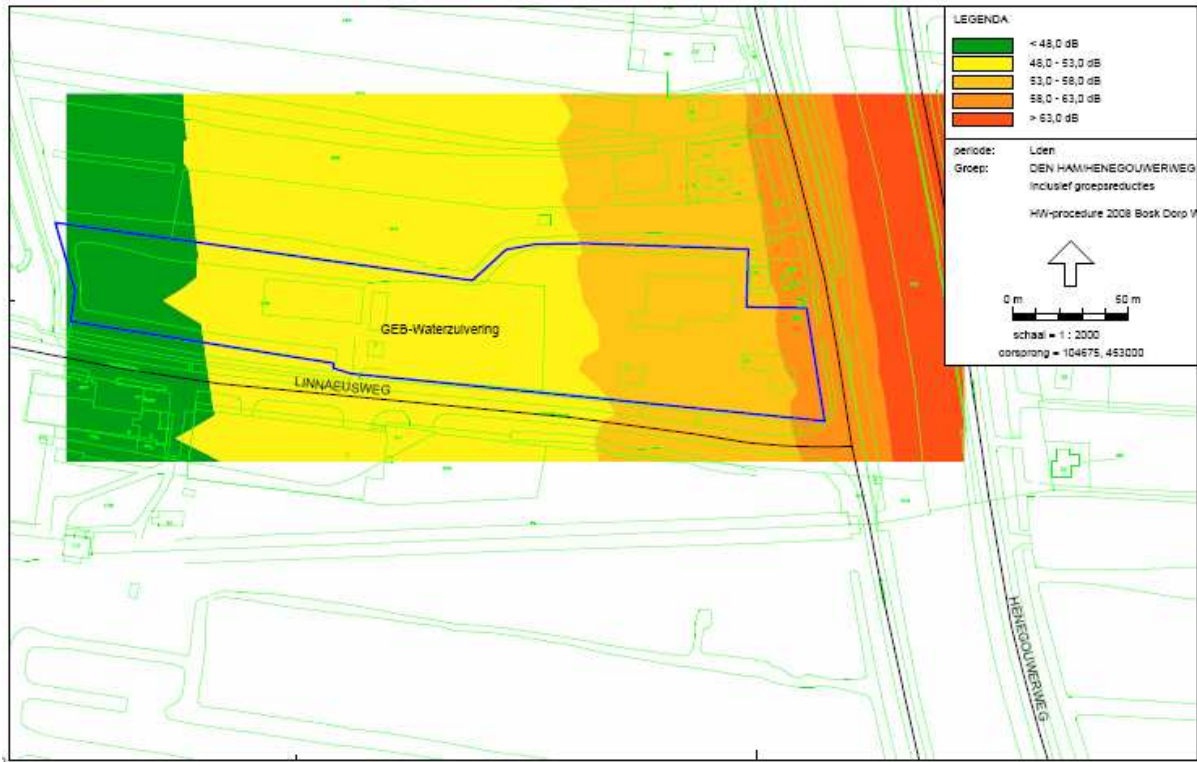 LEGENDA
< 48,0 dB
48,0 - 53,0 dB
53,0 - 58,0 dB
58,0 - 63,0 dB
> 63,0 dB
periode: Lden
Groep: DEN HAM/HENEGOUWERWEG
Inclusief groepsreducties
HW-procedure 2008 Bosk Dorp
0 m 50 m
schaal = 1 : 2000
oorsprong = 104675, 453000
GEB-Waterzuivering
LINNAEUSWEG
HENEGOUWERWEG